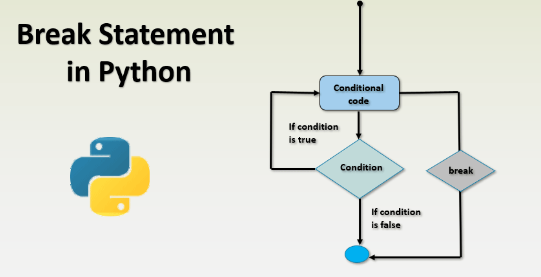 Break Statement
in Python
Conditional
code
If condition
is true
Condition
break
If condition
is false